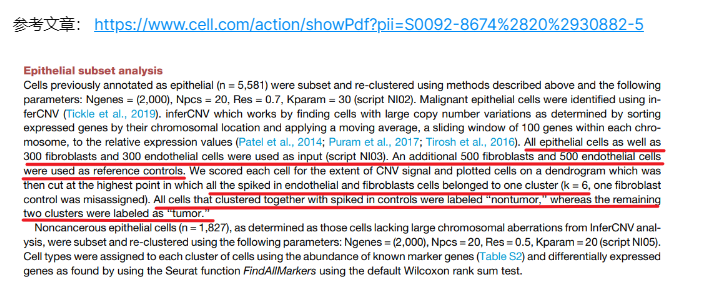 参考文章： https://www.cell.com/action/showPdf?pii=S0092-8674%2820%2930882-5
Epithelial subset analysis
Cells previously annotated as epithelial (n = 5,581) were subset and re-clustered using methods described above and the following
parameters: Ngenes = (2,000), Npcs = 20, Res = 0.7, Kparam = 30 (script NI02). Malignant epithelial cells were identified using in-
ferCNV (Tickle et al., 2019). inferCNV which works by finding cells with large copy number variations as determined by sorting
expressed genes by their chromosomal location and applying a moving average, a sliding window of 100 genes within each chro-
mosome, to the relative expression values (Patel et al., 2014; Puram et al., 2017; Tirosh et al., 2016). All epithelial cells as well as
300 fibroblasts and 300 endothelial cells were used as input (script NI03). An additional 500 fibroblasts and 500 endothelial cells
were used as reference controls. We scored each cell for the extent of CNV signal and plotted cells on a dendrogram which was
then cut at the highest point in which all the spiked in endothelial and fibroblasts cells belonged to one cluster (k = 6, one fibroblast
control was misassigned). All cells that clustered together with spiked in controls were labeled "nontumor," whereas the remaining
two clusters were labeled as "tumor."
Noncancerous epithelial cells (n = 1,827), as determined as those cells lacking large chromosomal aberrations from InferCNV anal-
ysis, were subset and re-clustered using the following parameters: Ngenes = (2,000), Npcs = 20, Res = 0.5, Kparam = 20 (script NI05).
Cell types were assigned to each cluster of cells using the abundance of known marker genes (Table S2) and differentially expressed
genes as found by using the Seurat function FindAllMarkers using the default Wilcoxon rank sum test.